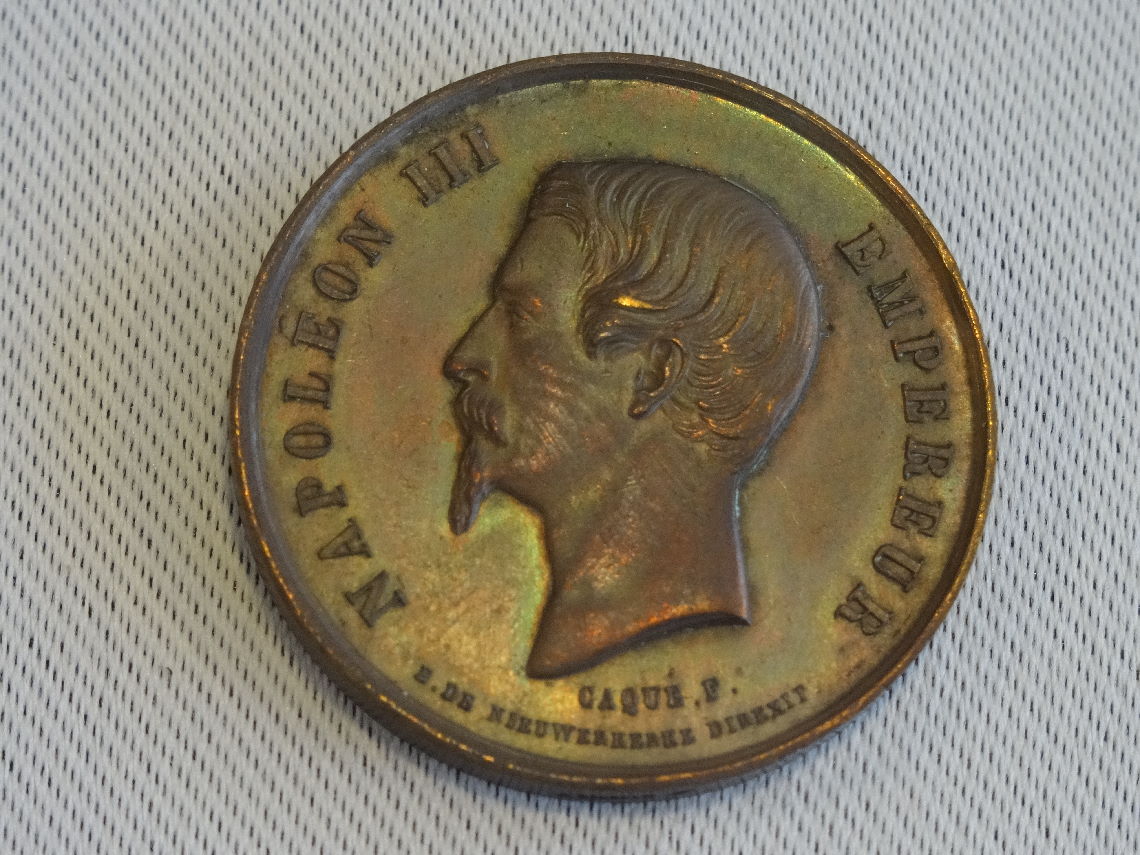 NAPOLÉON III EMPEREUR
CAQUÉ . F .
E . DE NIEUWERKERKE DIREXIT